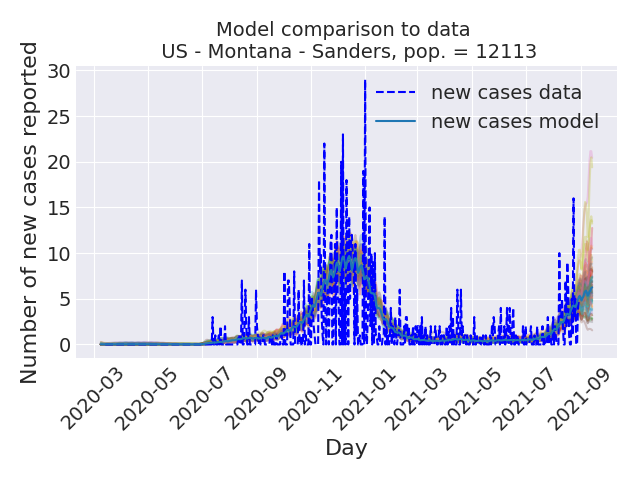 Model comparison to data
US - Montana - Sanders, pop. = 12113
Number of new cases reported
30
25
20
15
10
5
0
new cases data
new cases model
2020-03
2020-05
2020-07
2020-09
2020-11
2021-01
2021-03
2021-05
2021-07
2021-09
Day